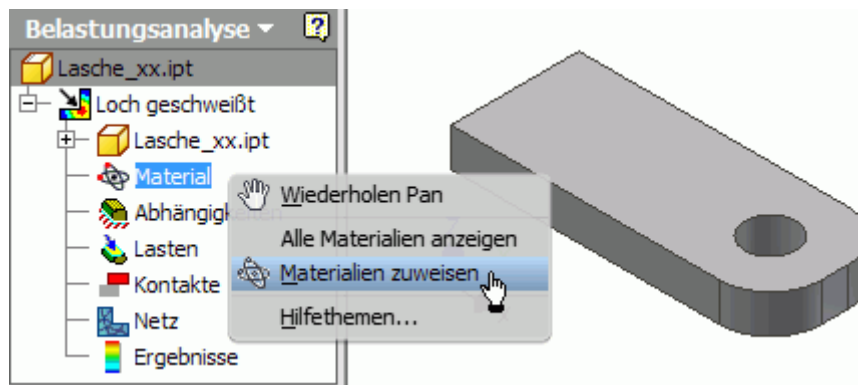 Belastungsanalyse
Lasche_xx.ipt
Loch geschweißt
Lasche_xx.ipt
Material
Lasten
Kontakte
Netz
Ergebnisse
Wiederholen Pan
Alle Materialien anzeigen
Materialien zuweisen
Hilfethemen...